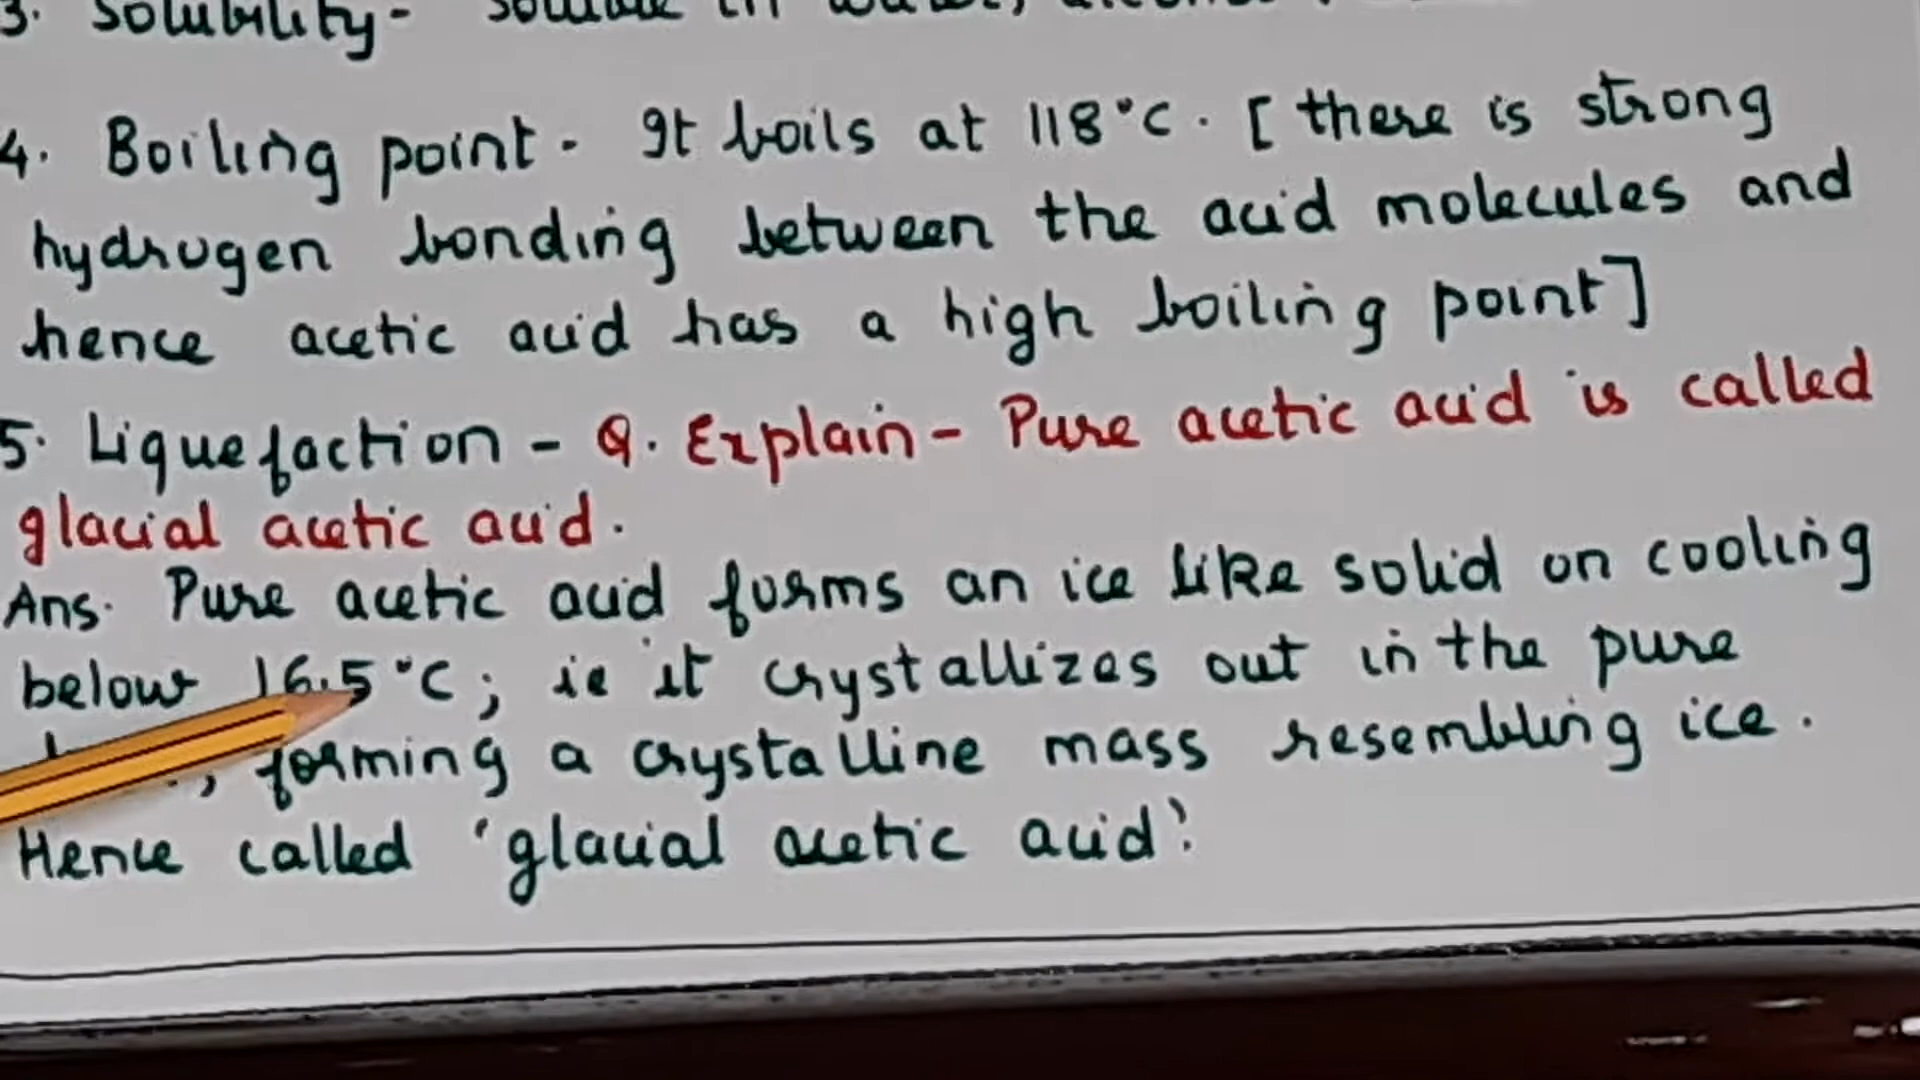 3. Solubility- soluble in water,
4. Boiling point - It boils at 118°C. [there is strong
hydrogen bonding between the acid molecules and
hence acetic acid has a high boiling point]
5. Liquefaction - Q. Explain- Pure acetic acid is called
glacial acetic acid.
Ans. Pure acetic acid forms an ice like solid on cooling
below 16.5°C; ie it crystallizes out in the pure
, forming a crystalline mass resembling ice.
Hence called 'glacial acetic acid'.